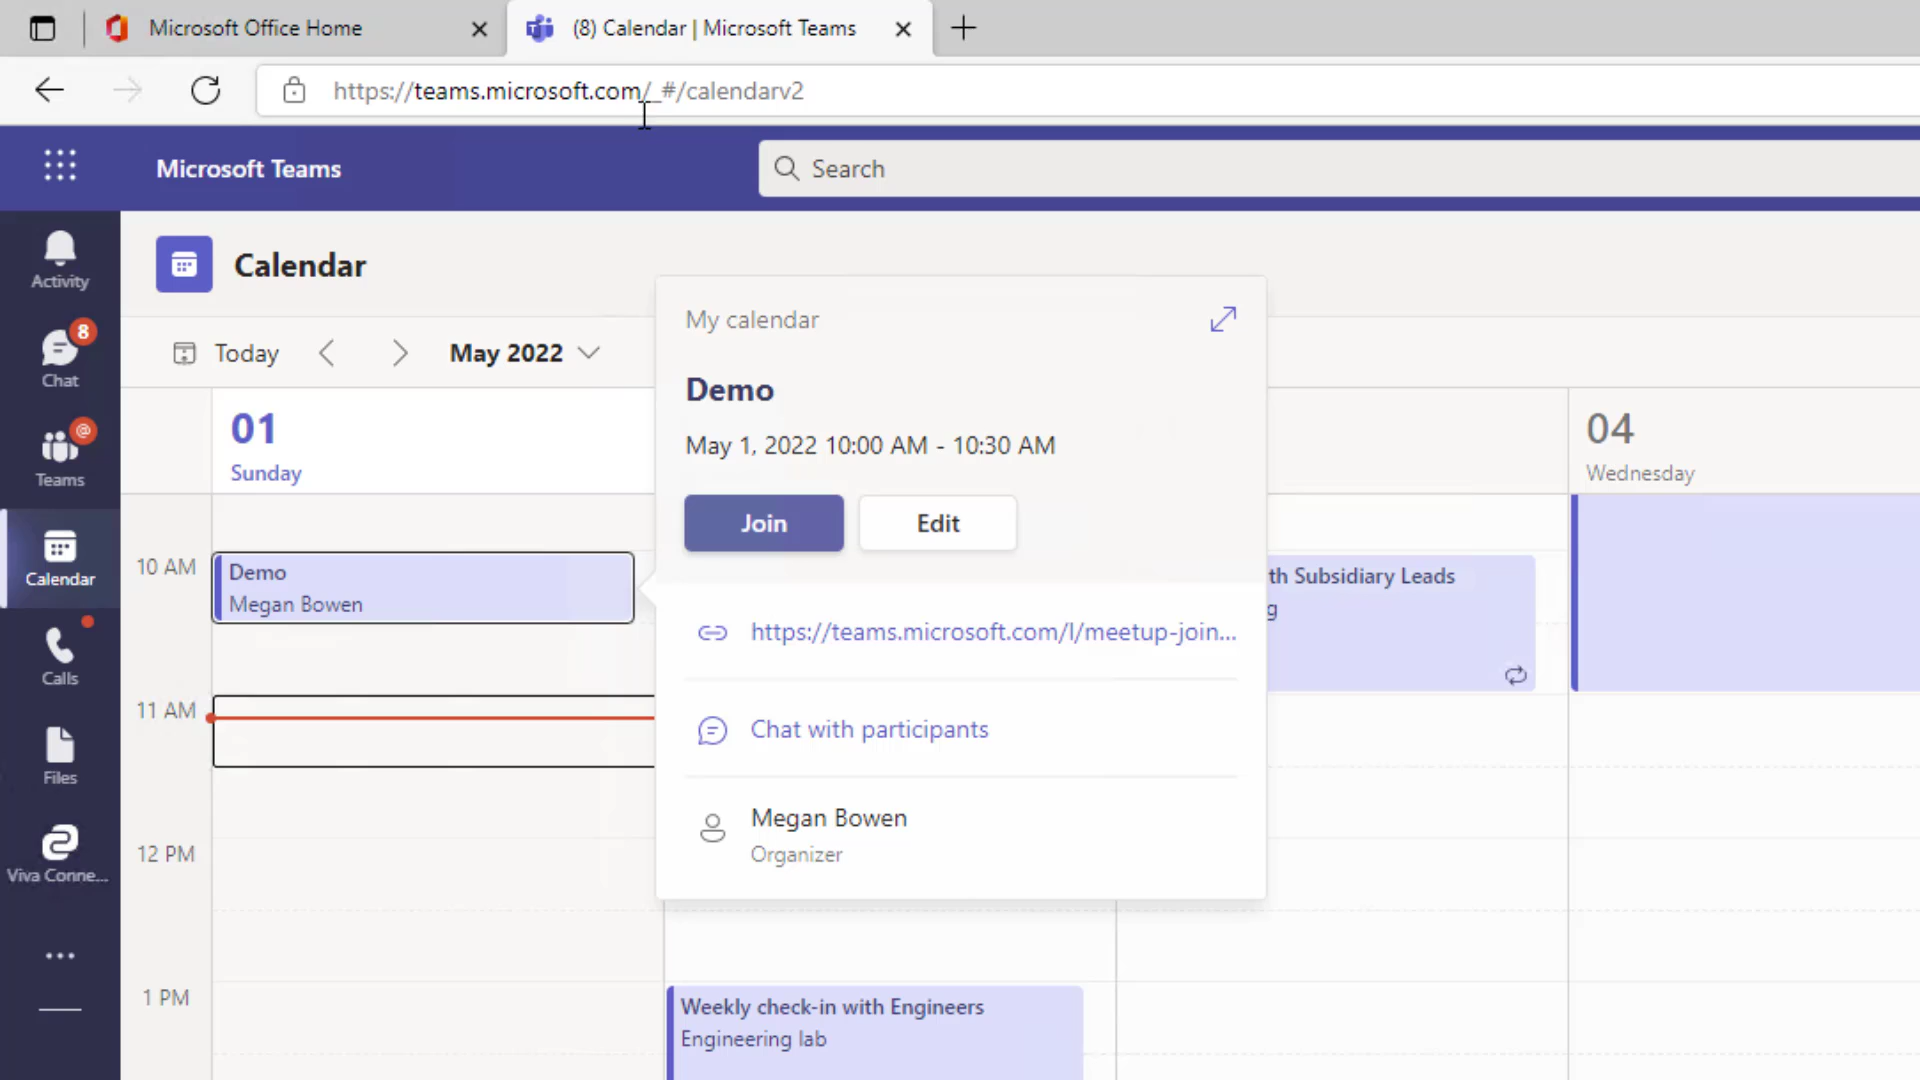 Microsoft Office Home
(8) Calendar | Microsoft Teams
https://teams.microsoft.com/_#/calendarv2
Microsoft Teams
Search
Activity
8
Chat
@
Teams
Calendar
Calls
Files
Viva Conne...
Calendar
Today
May 2022
01
Sunday
04
Wednesday
10 AM
11 AM
12 PM
1 PM
Demo
Megan Bowen
My calendar
Demo
May 1, 2022 10:00 AM - 10:30 AM
Join
Edit
https://teams.microsoft.com/l/meetup-join...
Chat with participants
Megan Bowen
Organizer
th Subsidiary Leads
g
Weekly check-in with Engineers
Engineering lab